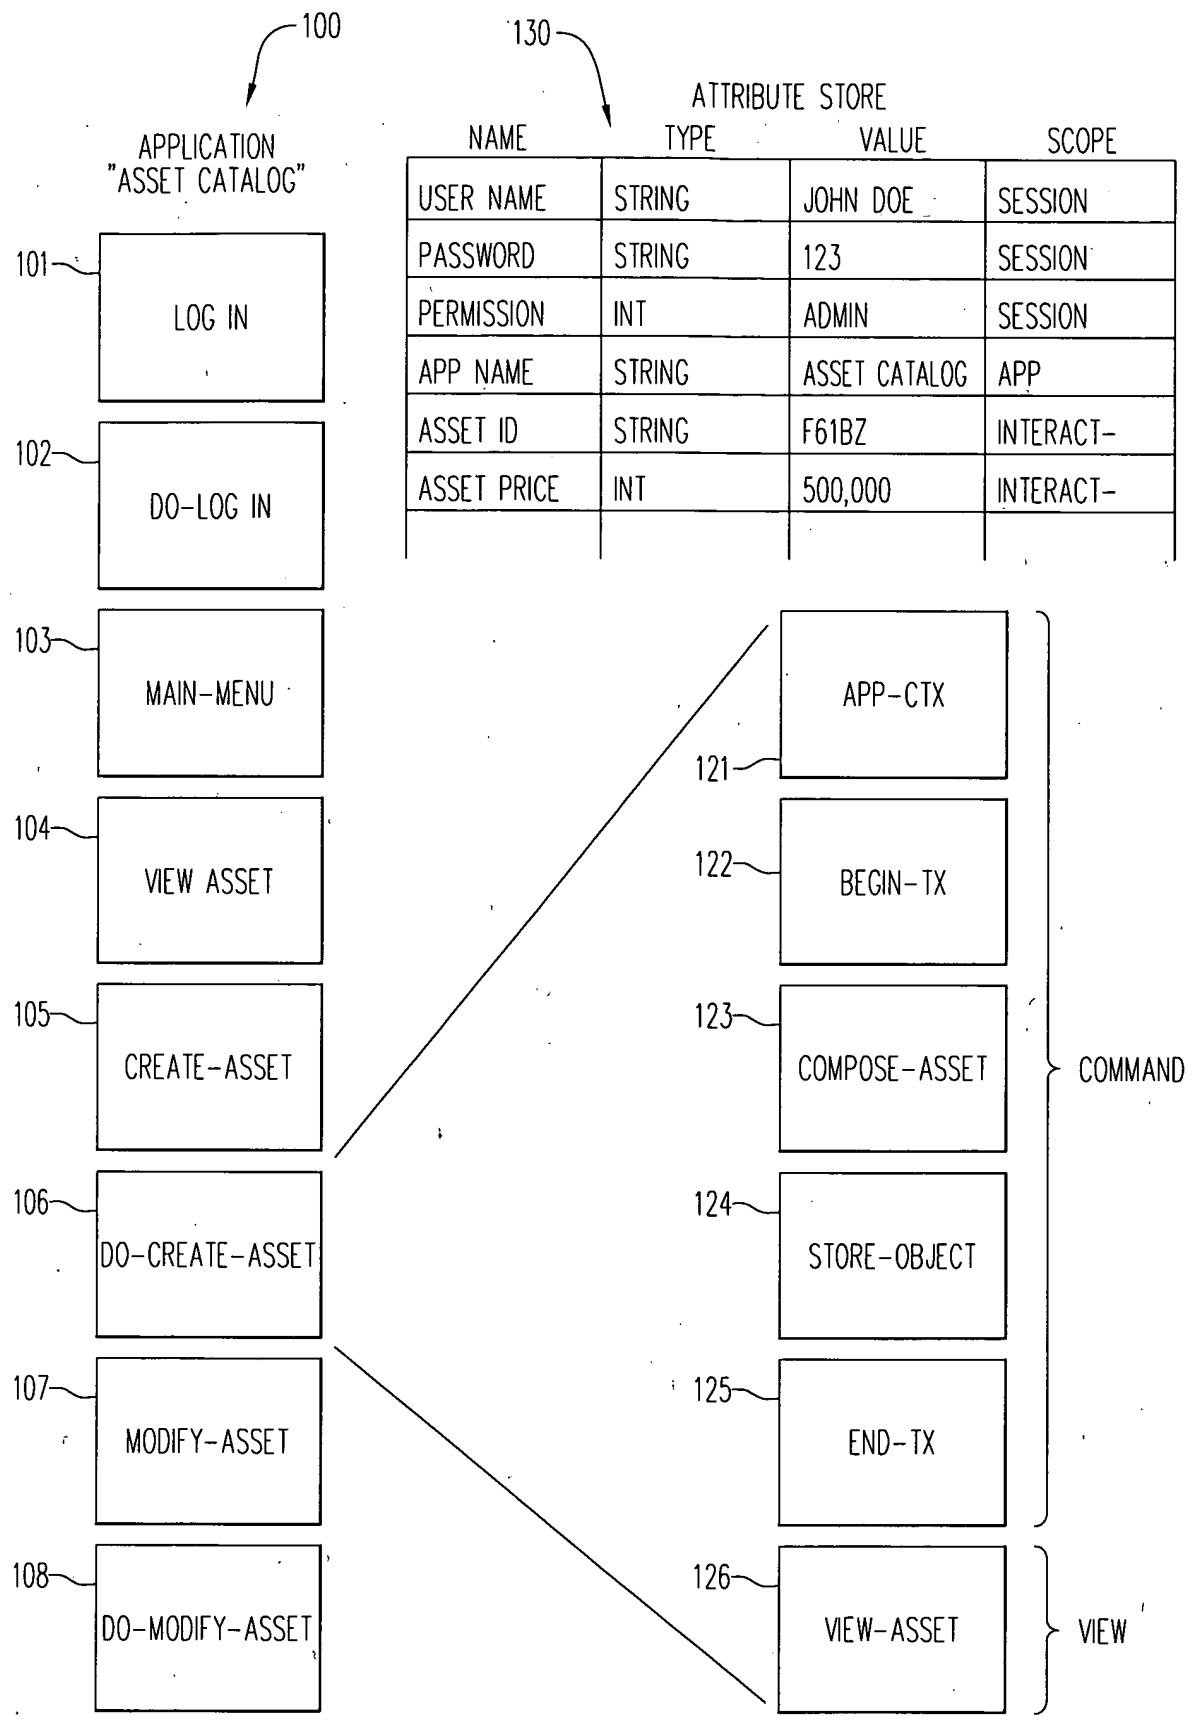 100
130
APPLICATION
"ASSET CATALOG"
ATTRIBUTE STORE
NAME TYPE VALUE SCOPE
USER NAME STRING JOHN DOE SESSION
PASSWORD STRING 123 SESSION
PERMISSION INT ADMIN SESSION
APP NAME STRING ASSET CATALOG APP
ASSET ID STRING F61BZ INTERACT-
ASSET PRICE INT 500,000 INTERACT-
101
LOG IN
102
DO-LOG IN
103
MAIN-MENU
104
VIEW ASSET
105
CREATE-ASSET
106
DO-CREATE-ASSET
107
MODIFY-ASSET
108
DO-MODIFY-ASSET
APP-CTX
121
122
BEGIN-TX
123
COMPOSE-ASSET
124
STORE-OBJECT
125
END-TX
COMMAND
126
VIEW-ASSET
VIEW